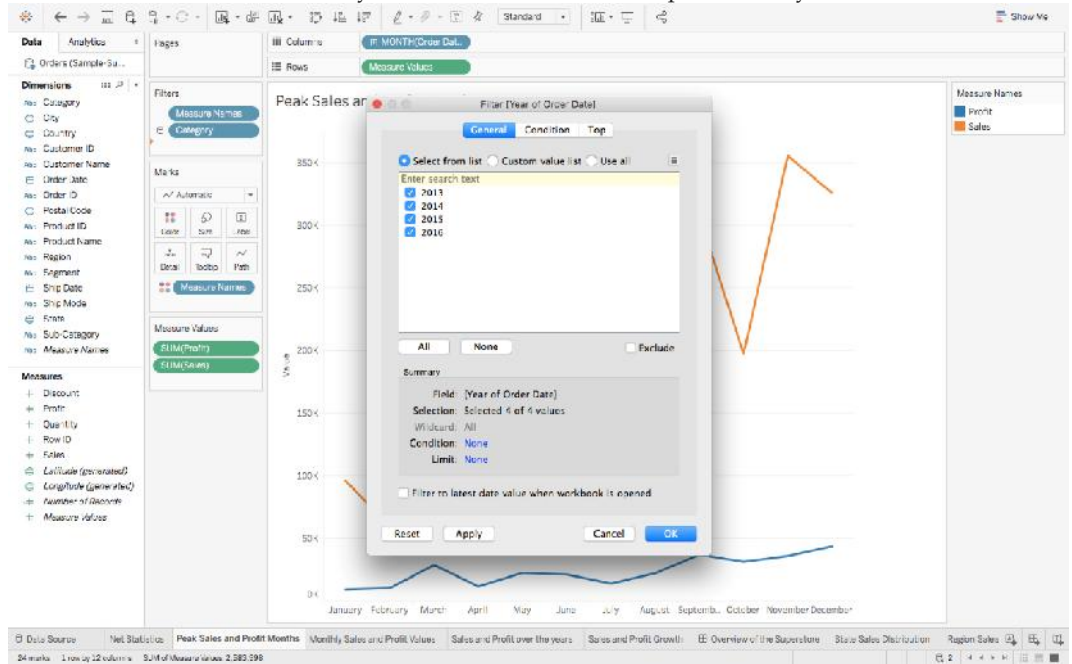 Standard
Show Me
Data
Analytics
Pages
Columns
MONTH(Order Dat..
Orders (Sample-Su...
Rows
Measure Values
Dimensions
Category
City
Country
Customer ID
Customer Name
Order Date
Order ID
Postal Code
Product ID
Product Name
Region
Segment
Ship Date
Ship Mode
State
Sub-Category
Measure Names
Measures
Discount
Profit
Quantity
Row ID
Sales
Latitude (generated)
Longitude (generated)
Number of Records
Measure Values
Filters
Measure Names
Category
Marks
Automatic
Color
Size
Label
Detail
Tooltip
Path
Measure Names
Measure Values
SUM(Profit)
SUM(Sales)
Peak Sales
Filter [Year of Order Date]
General
Condition
Top
Select from list
Custom value list
Use all
Enter search text
2013
2014
2015
2016
All
None
Exclude
Summary
Field: [Year of Order Date]
Selection: Selected 4 of 4 values
Wildcard: All
Condition: None
Limit: None
Filter to latest date value when workbook is opened
Reset
Apply
Cancel
OK
Measure Names
Profit
Sales
350K
300K
250K
200K
150K
100K
50K
0K
Value
January February March April May June July August Septemb.. October November December
Data Source
Net Statistics
Peak Sales and Profit Months
Monthly Sales and Profit Values
Sales and Profit over the years
Sales and Profit Growth
Overview of the Superstore
State Sales Distribution
Region Sales
24 marks
1 row by 12 columns
SUM of Measure Values: 2,583,598
2